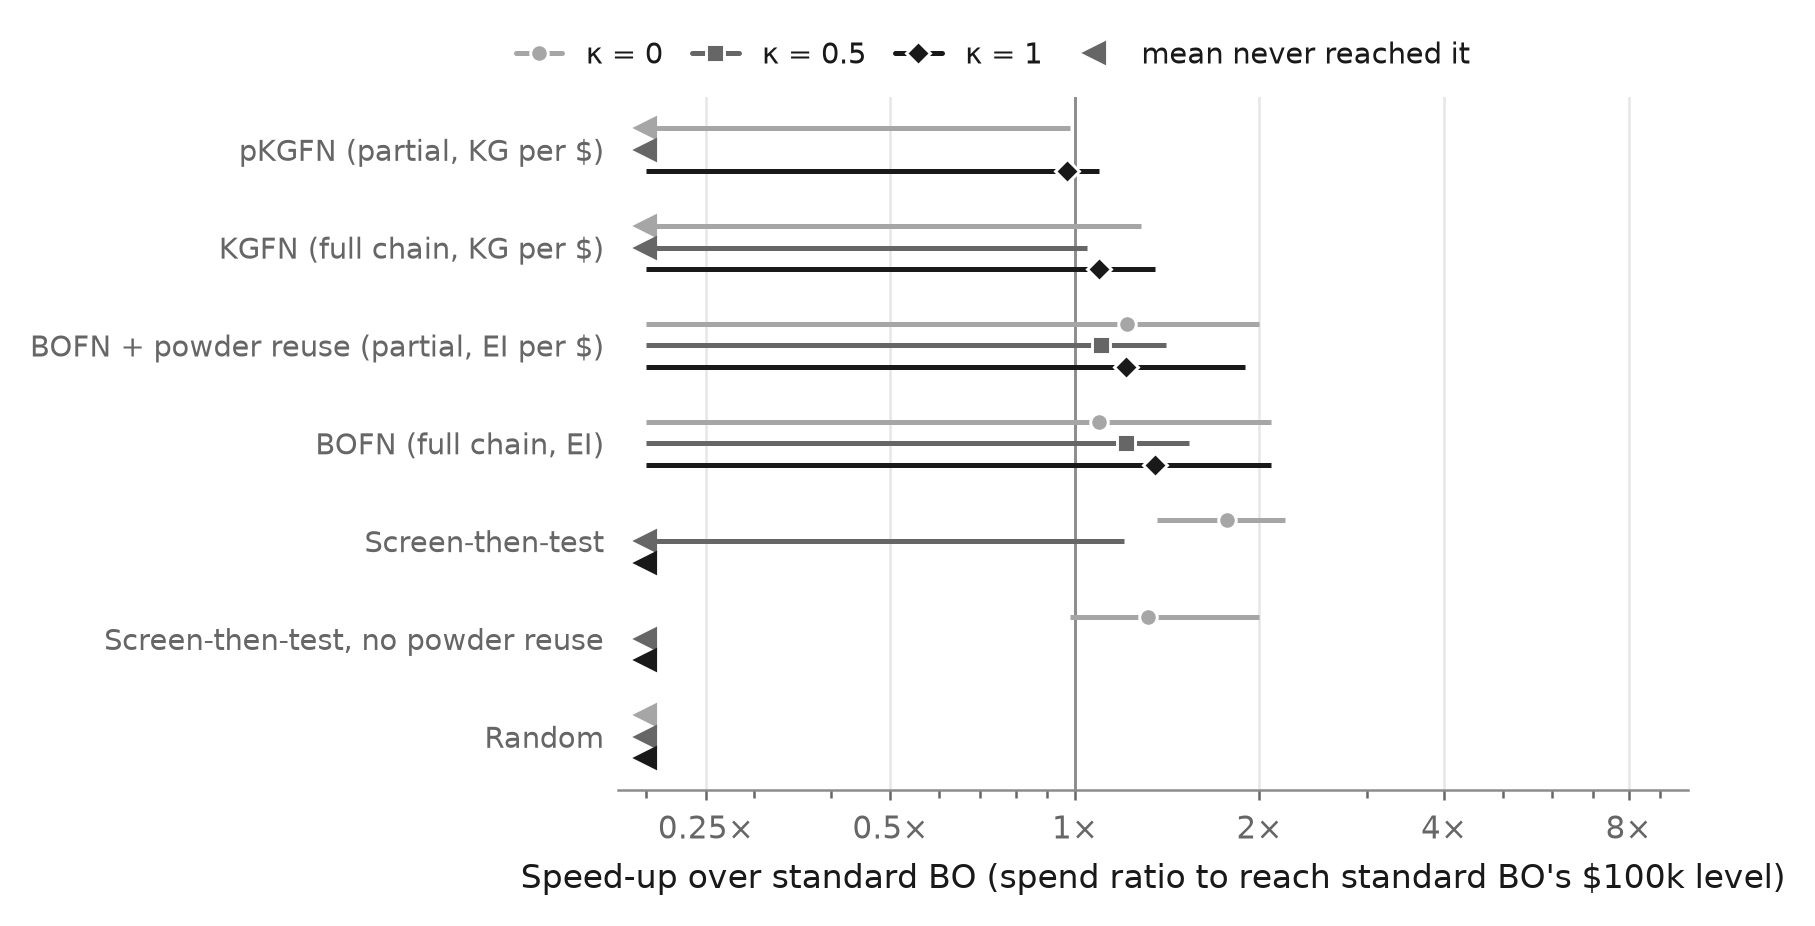 κ = 0 κ = 0.5 κ = 1 mean never reached it
pKGFN (partial, KG per $)
KGFN (full chain, KG per $)
BOFN + powder reuse (partial, EI per $)
BOFN (full chain, EI)
Screen-then-test
Screen-then-test, no powder reuse
Random
0.25× 0.5× 1× 2× 4× 8×
Speed-up over standard BO (spend ratio to reach standard BO's $100k level)